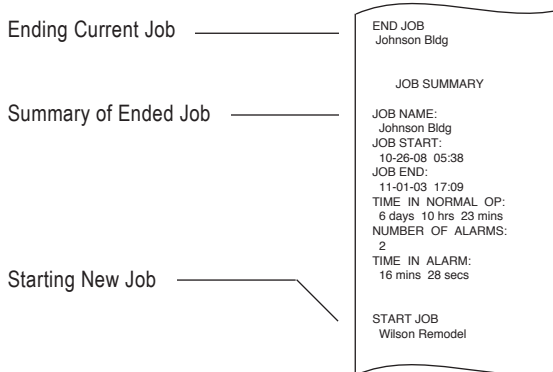 Ending Current Job
END JOB
Johnson Bldg
JOB SUMMARY
Summary of Ended Job
JOB NAME:
Johnson Bldg
JOB START:
10-26-08 05:38
JOB END:
11-01-03 17:09
TIME IN NORMAL OP:
6 days 10 hrs 23 mins
NUMBER OF ALARMS:
2
TIME IN ALARM:
16 mins 28 secs
Starting New Job
START JOB
Wilson Remodel